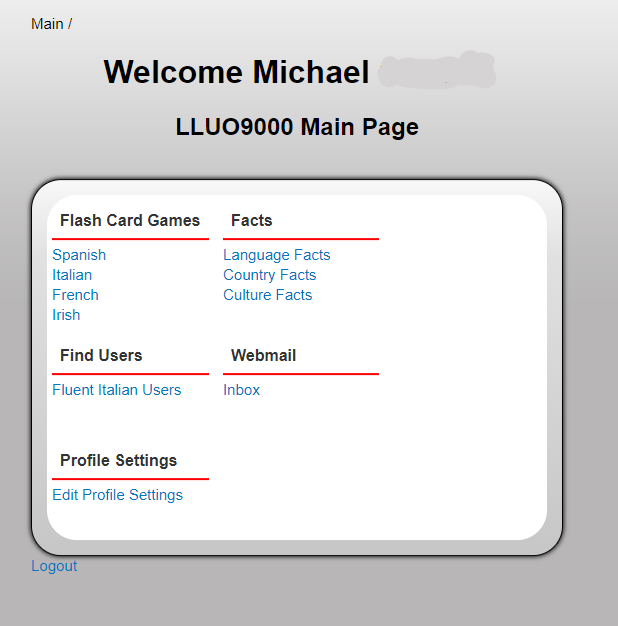 Main /
Welcome Michael
LLUO9000 Main Page
Flash Card Games
Spanish
Italian
French
Irish
Facts
Language Facts
Country Facts
Culture Facts
Find Users
Fluent Italian Users
Webmail
Inbox
Profile Settings
Edit Profile Settings
Logout